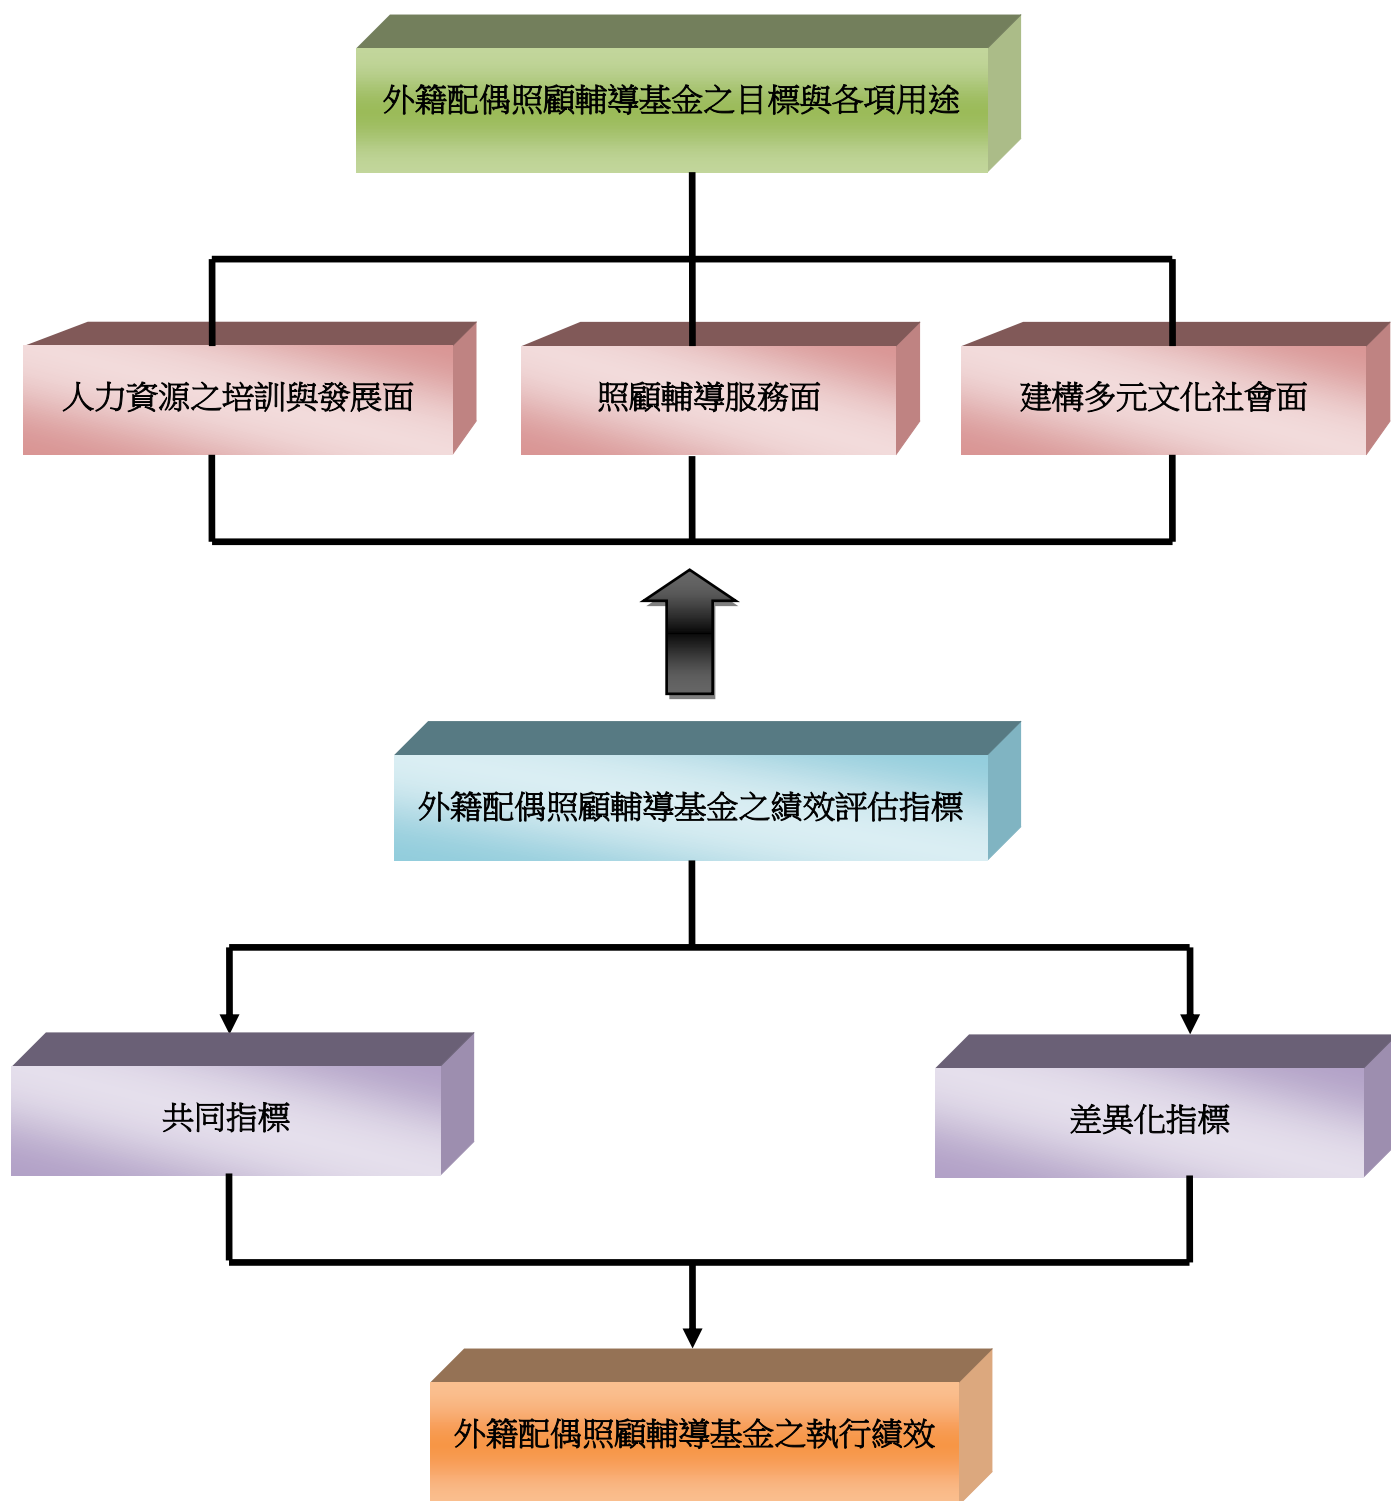 外籍配偶照顧輔導基金之目標與各項用途
人力資源之培訓與發展面
照顧輔導服務面
建構多元文化社會面
外籍配偶照顧輔導基金之績效評估指標
共同指標
差異化指標
外籍配偶照顧輔導基金之執行績效